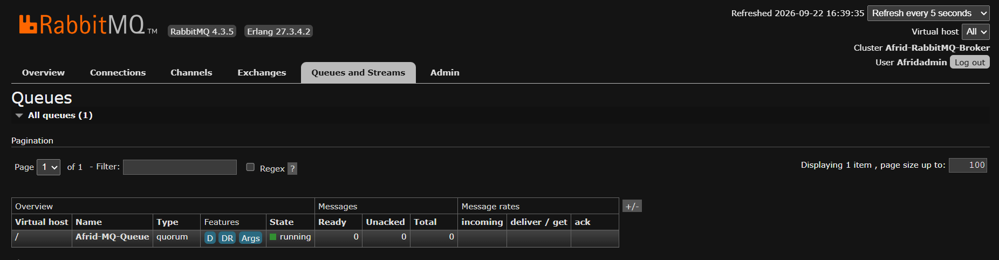 RabbitMQ™ RabbitMQ 4.3.5 Erlang 27.3.4.2
Refreshed 2026-09-22 16:39:35 Refresh every 5 seconds
Virtual host All
Cluster Afrid-RabbitMQ-Broker
User Afridadmin Log out
Overview Connections Channels Exchanges Queues and Streams Admin
Queues
All queues (1)
Pagination
Page 1 of 1 - Filter: Regex ? Displaying 1 item , page size up to: 100
Overview Messages Message rates +/-
Virtual host Name Type Features State Ready Unacked Total incoming deliver / get ack
/ Afrid-MQ-Queue quorum D DR Args running 0 0 0